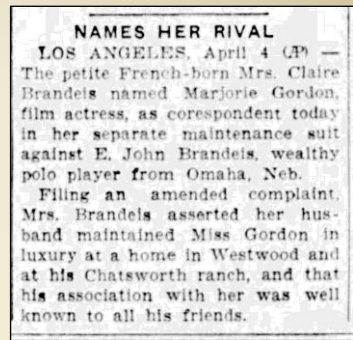 NAMES HER RIVAL
LOS ANGELES, April 4 (AP) —
The petite French-born Mrs. Claire
Brandeis named Marjorie Gordon,
film actress, as corespondent today
in her separate maintenance suit
against E. John Brandeis, wealthy
polo player from Omaha, Neb.
Filing an amended complaint,
Mrs. Brandeis asserted her hus-
band maintained Miss Gordon in
luxury at a home in Westwood and
at his Chatsworth ranch, and that
his association with her was well
known to all his friends.